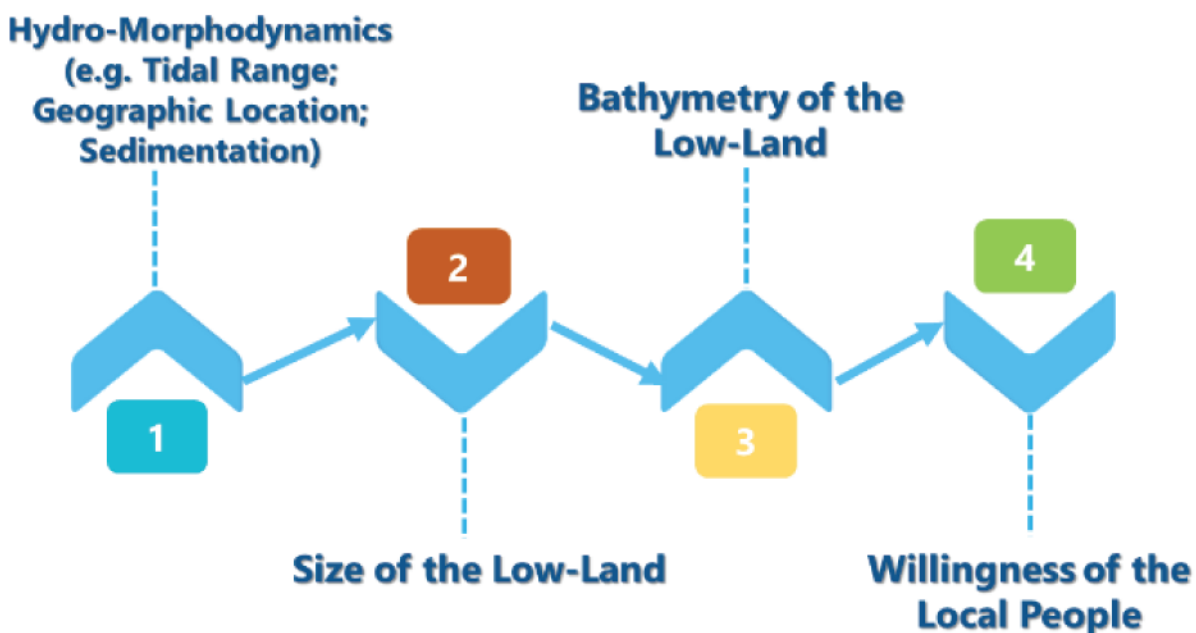 Hydro-Morphodynamics
(e.g. Tidal Range;
Geographic Location;
Sedimentation)
1
2
Size of the Low-Land
Bathymetry of the
Low-Land
3
4
Willingness of the
Local People